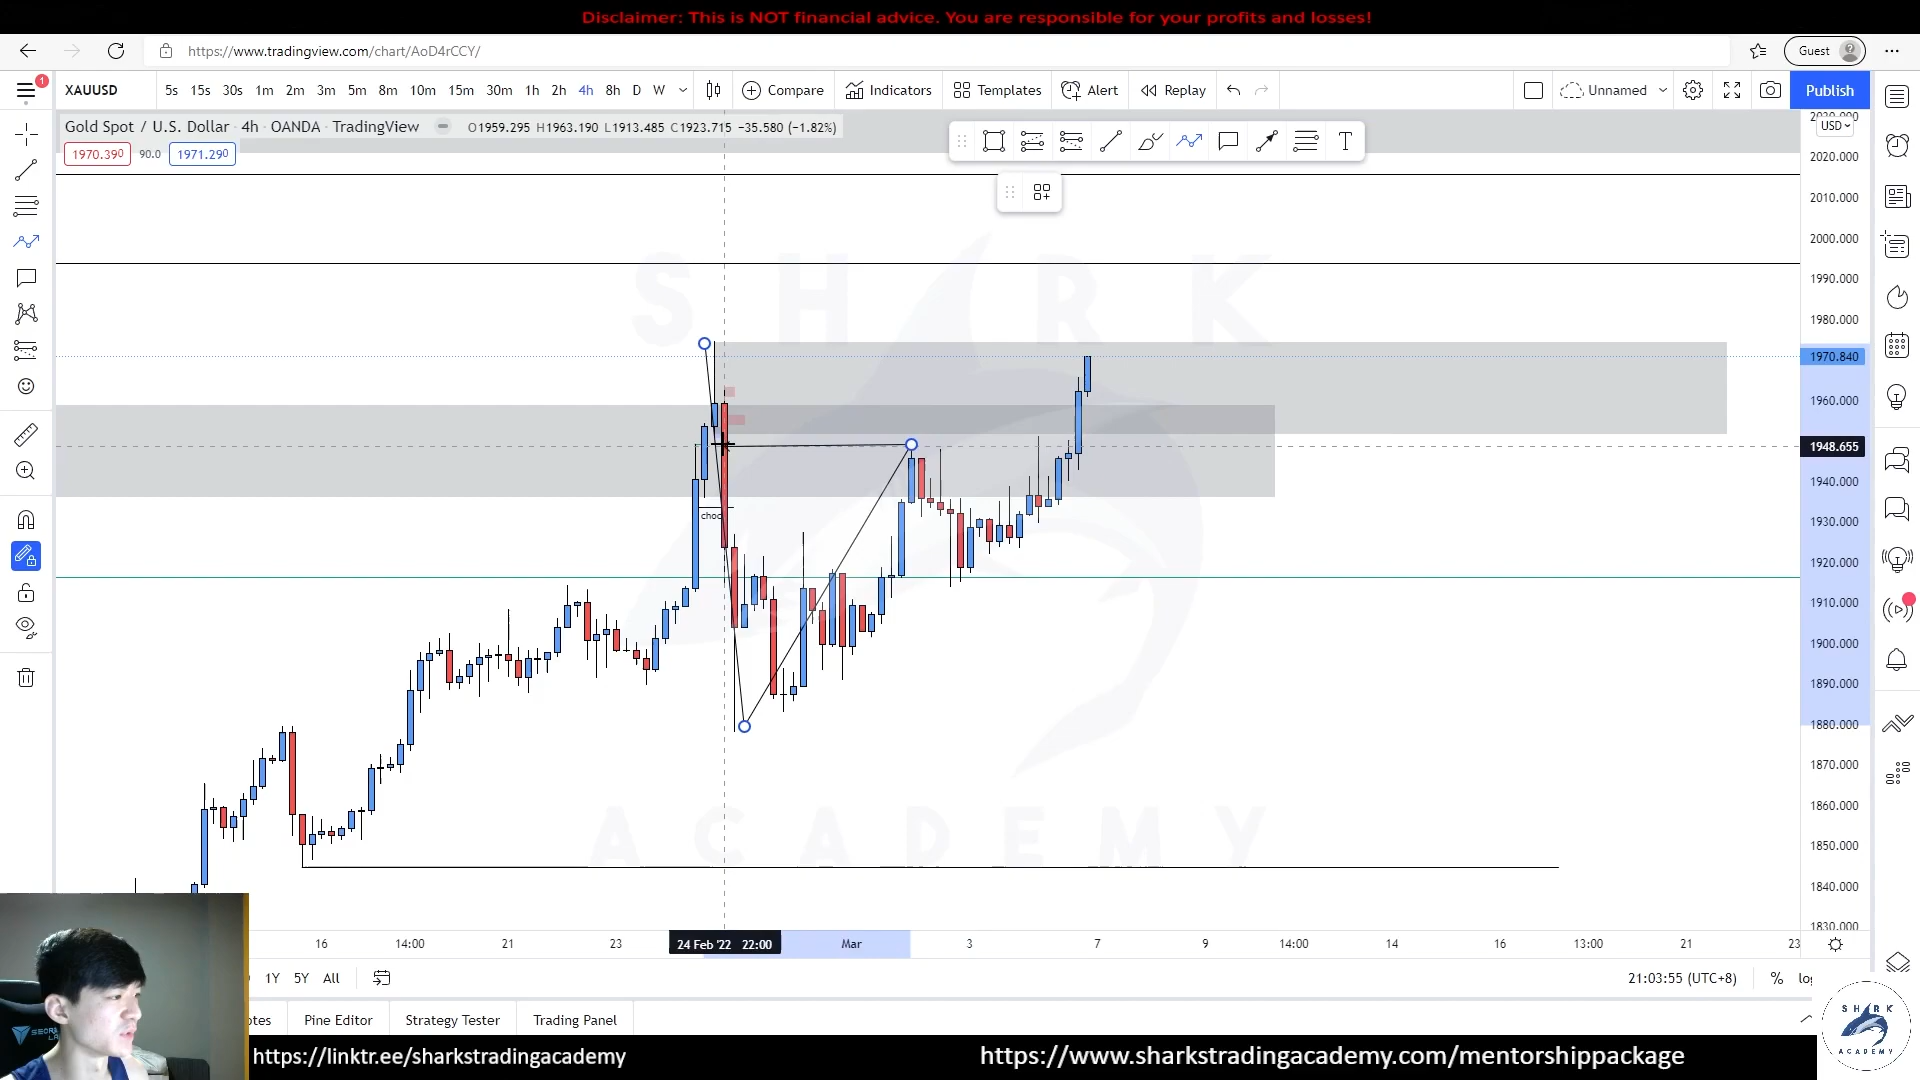 Disclaimer: This is NOT financial advice. You are responsible for your profits and losses!
https://www.tradingview.com/chart/AoD4rCCY/
Guest
1
XAUUSD 5s 15s 30s 1m 2m 3m 5m 8m 10m 15m 30m 1h 2h 4h 8h D W Compare Indicators Templates Alert Replay Unnamed Publish
Gold Spot / U.S. Dollar · 4h · OANDA · TradingView O1959.295 H1963.190 L1913.485 C1923.715 −35.580 (−1.82%)
1970.390 90.0 1971.290
T
USD
2020.000
2010.000
2000.000
1990.000
1980.000
1970.840
1960.000
1948.655
1940.000
1930.000
1920.000
1910.000
1900.000
1890.000
1880.000
1870.000
1860.000
1850.000
1840.000
1830.000
SHARK
ACADEMY
choc
16 14:00 21 23 24 Feb '22 22:00 Mar 3 7 9 14:00 14 16 13:00 21 23
1Y 5Y All
21:03:55 (UTC+8) % log
otes Pine Editor Strategy Tester Trading Panel
https://linktr.ee/sharkstradingacademy
https://www.sharkstradingacademy.com/mentorshippackage
SHARK
ACADEMY